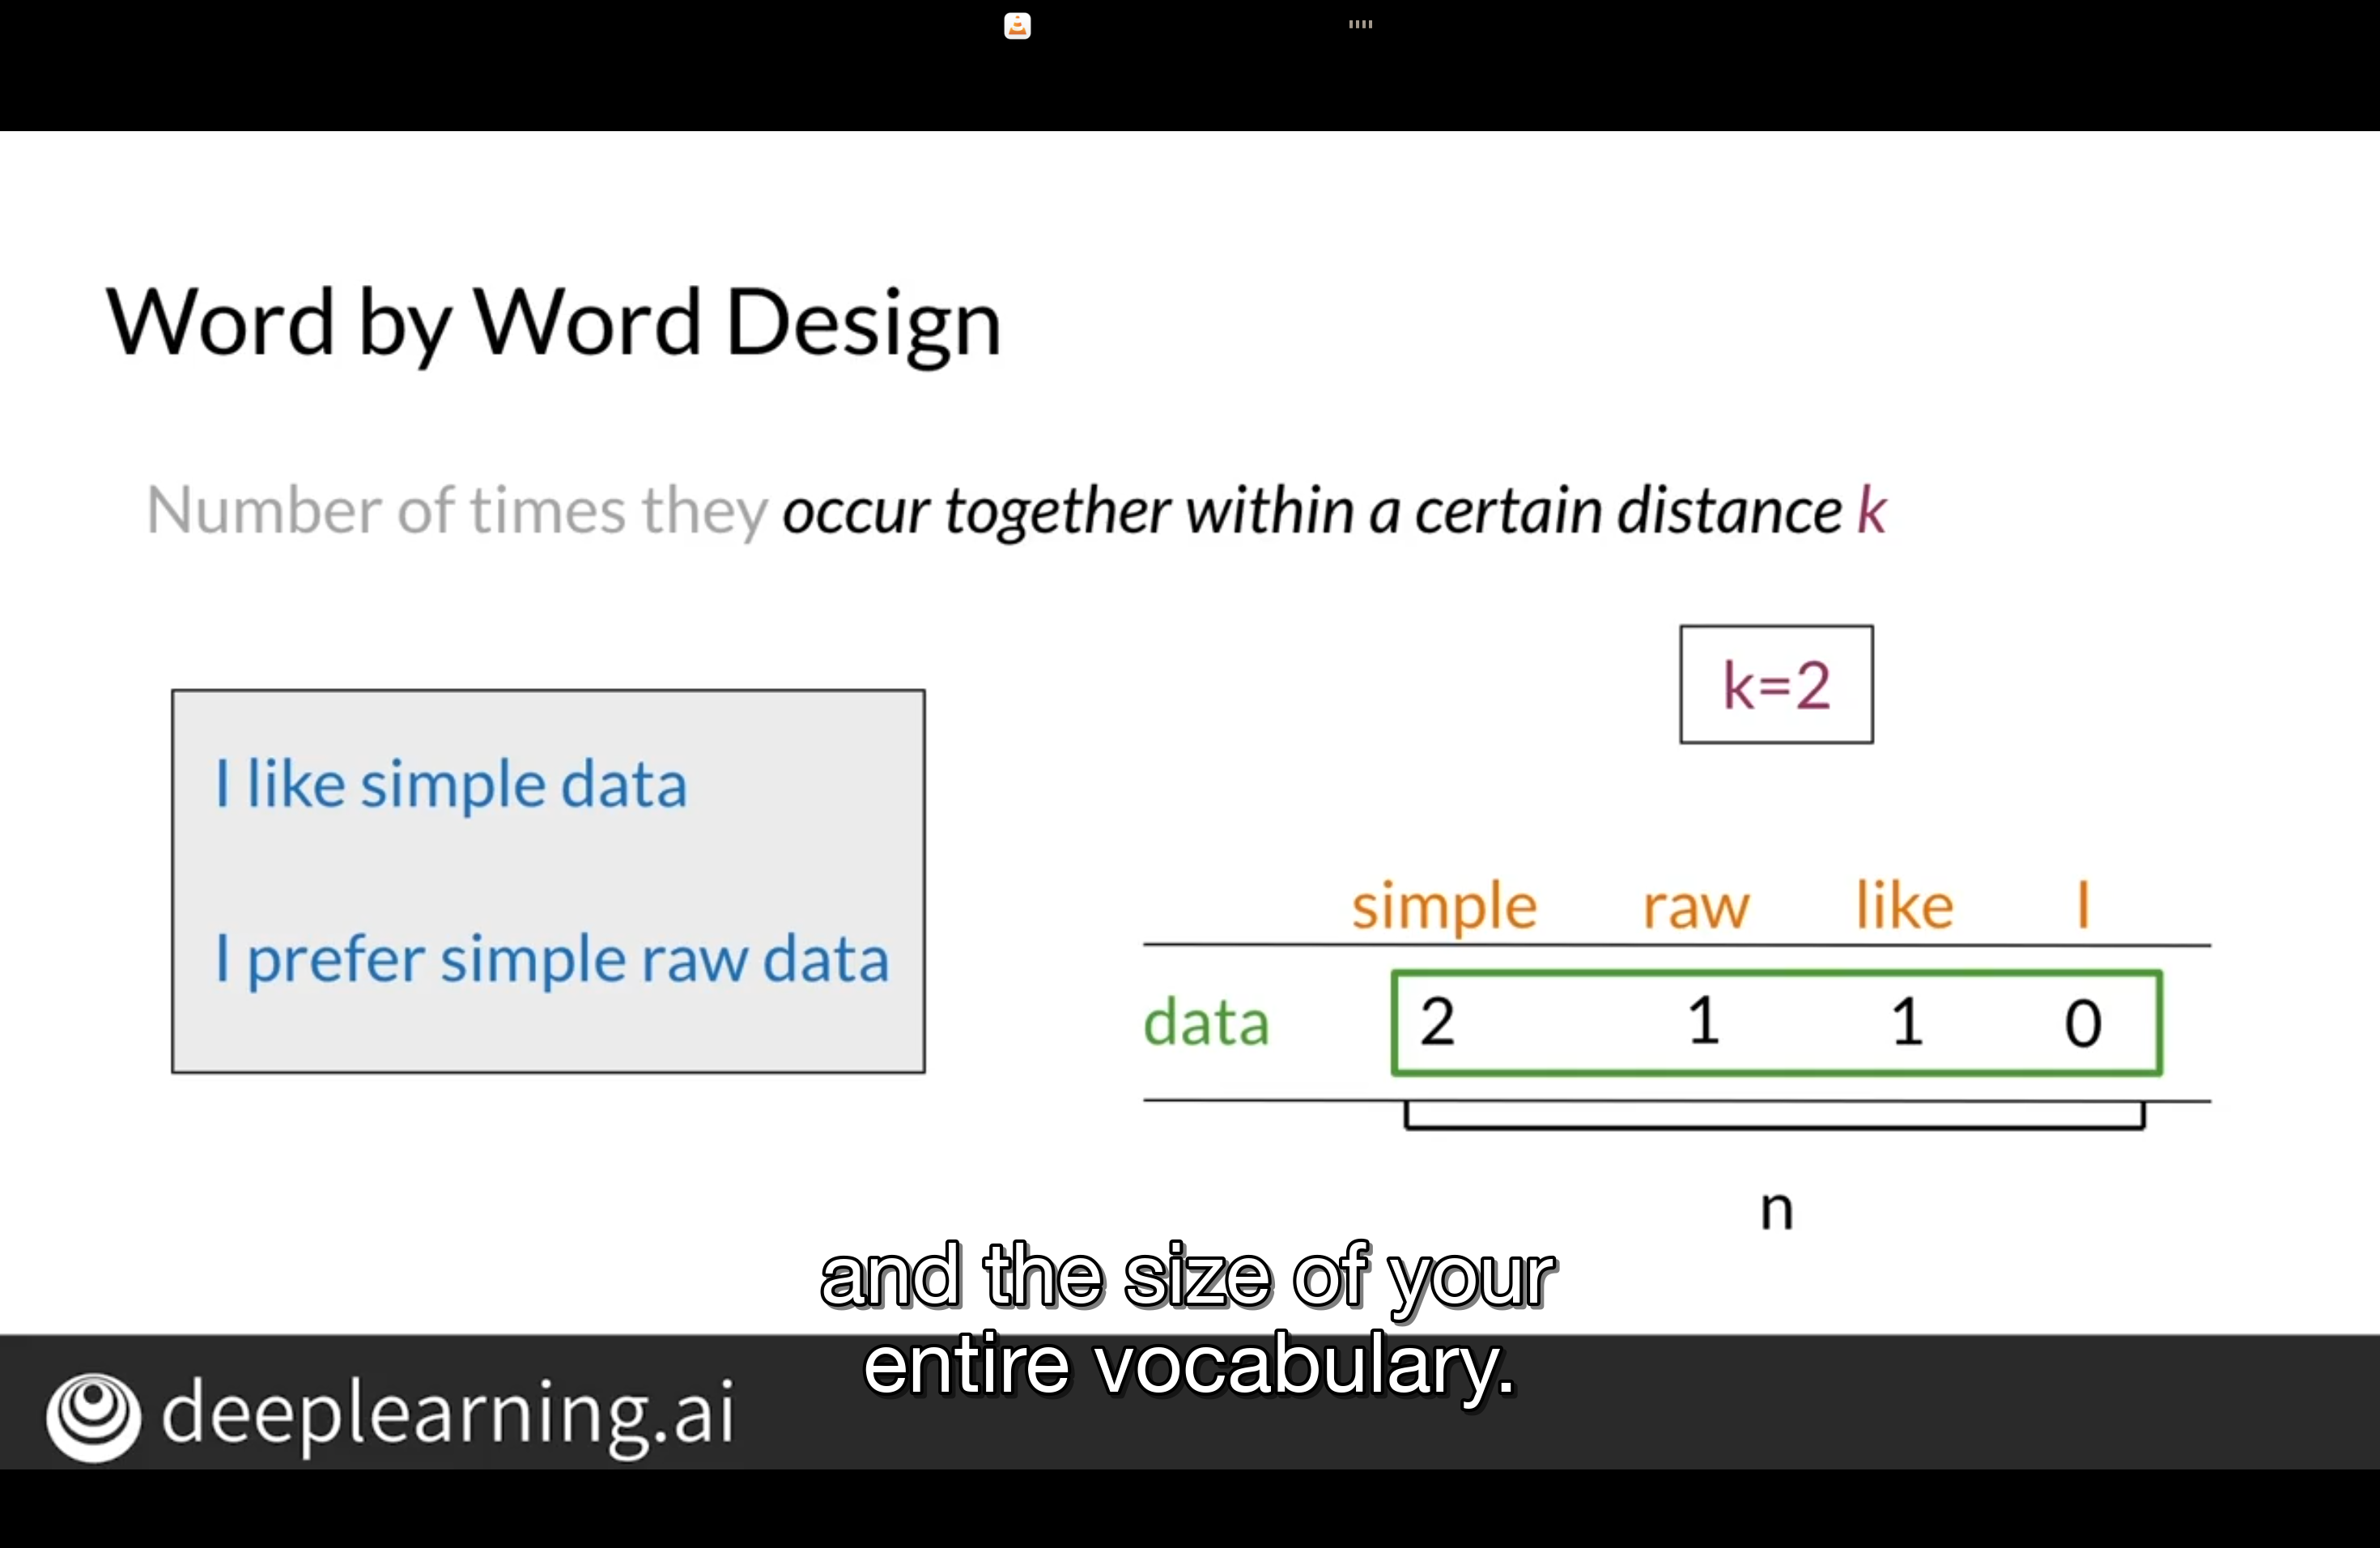 Word by Word Design
Number of times they occur together within a certain distance k
k=2
I like simple data
I prefer simple raw data
simple raw like I
data 2 1 1 0
n
and the size of your
entire vocabulary.
deeplearning.ai